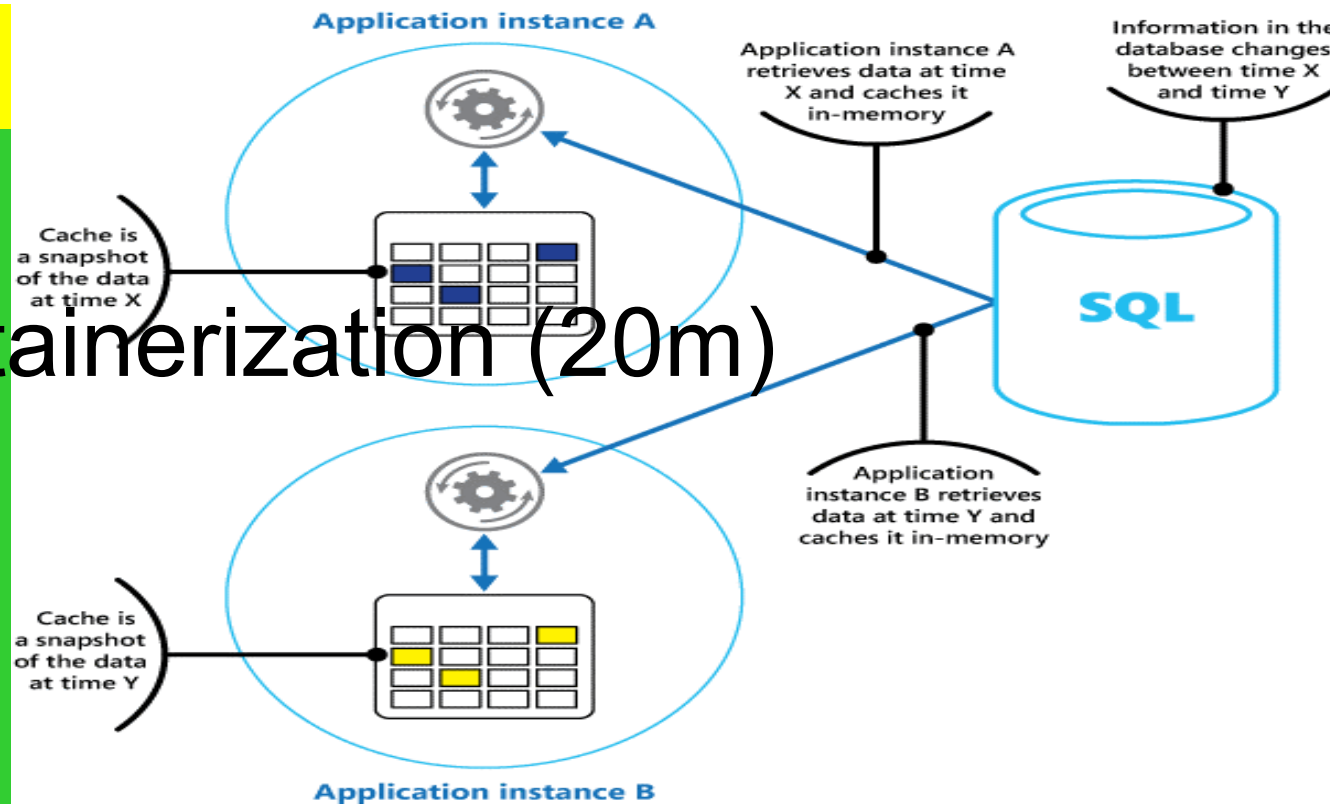 Application instance A
Application instance A
retrieves data at time
X and caches it
in-memory
Information in the
database changes
between time X
and time Y
Cache is
a snapshot
of the data
at time X
SQL
tainerization (20m)
Application
instance B retrieves
data at time Y and
caches it in-memory
Cache is
a snapshot
of the data
at time Y
Application instance B